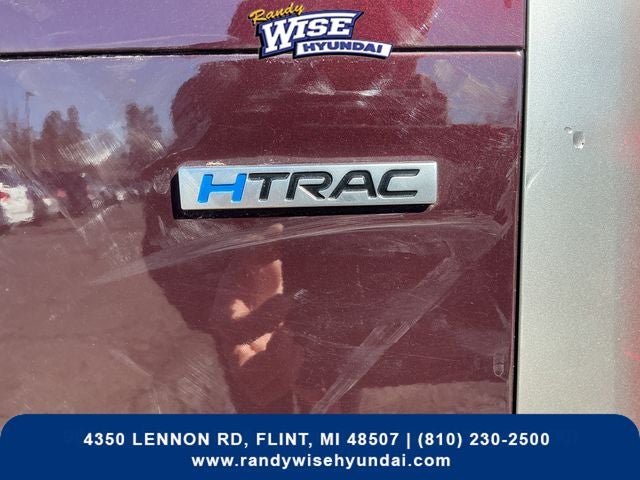 Randy
WISE
HYUNDAI
HTRAC
4350 LENNON RD, FLINT, MI 48507 | (810) 230-2500
www.randywisehyundai.com